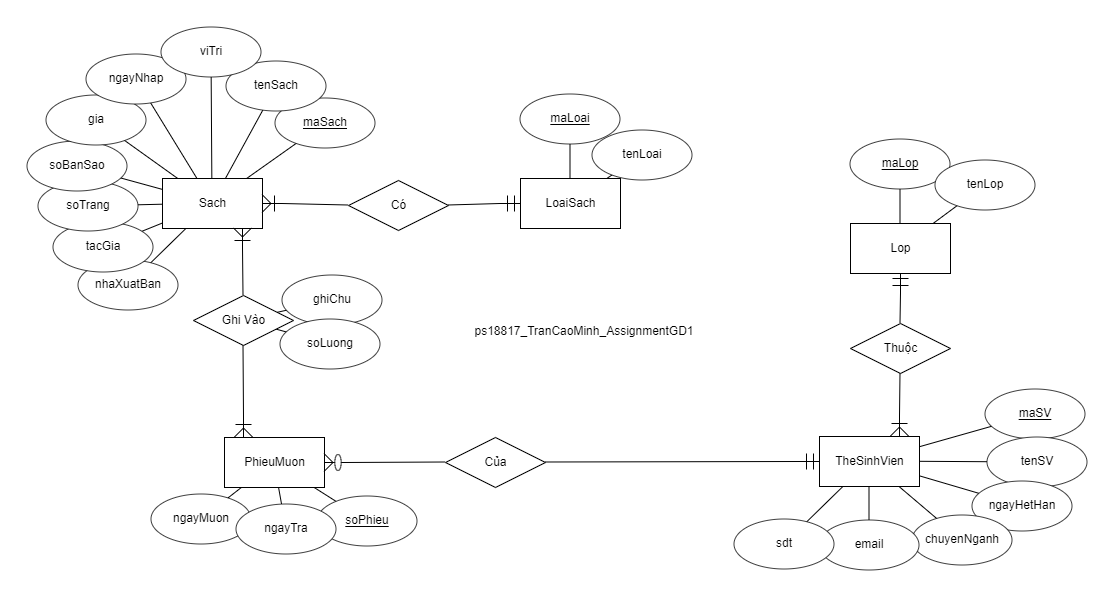 viTri
ngayNhap
tenSach
gia
maSach
maLoai
soBanSao
tenLoai
maLop
tenLop
soTrang
Sach
Có
LoaiSach
tacGia
Lop
nhaXuatBan
ghiChu
Ghi Vào
soLuong
ps18817_TranCaoMinh_AssignmentGD1
Thuộc
maSV
PhieuMuon
Của
TheSinhVien
tenSV
ngayHetHan
ngayMuon
ngayTra
soPhieu
sdt
email
chuyenNganh